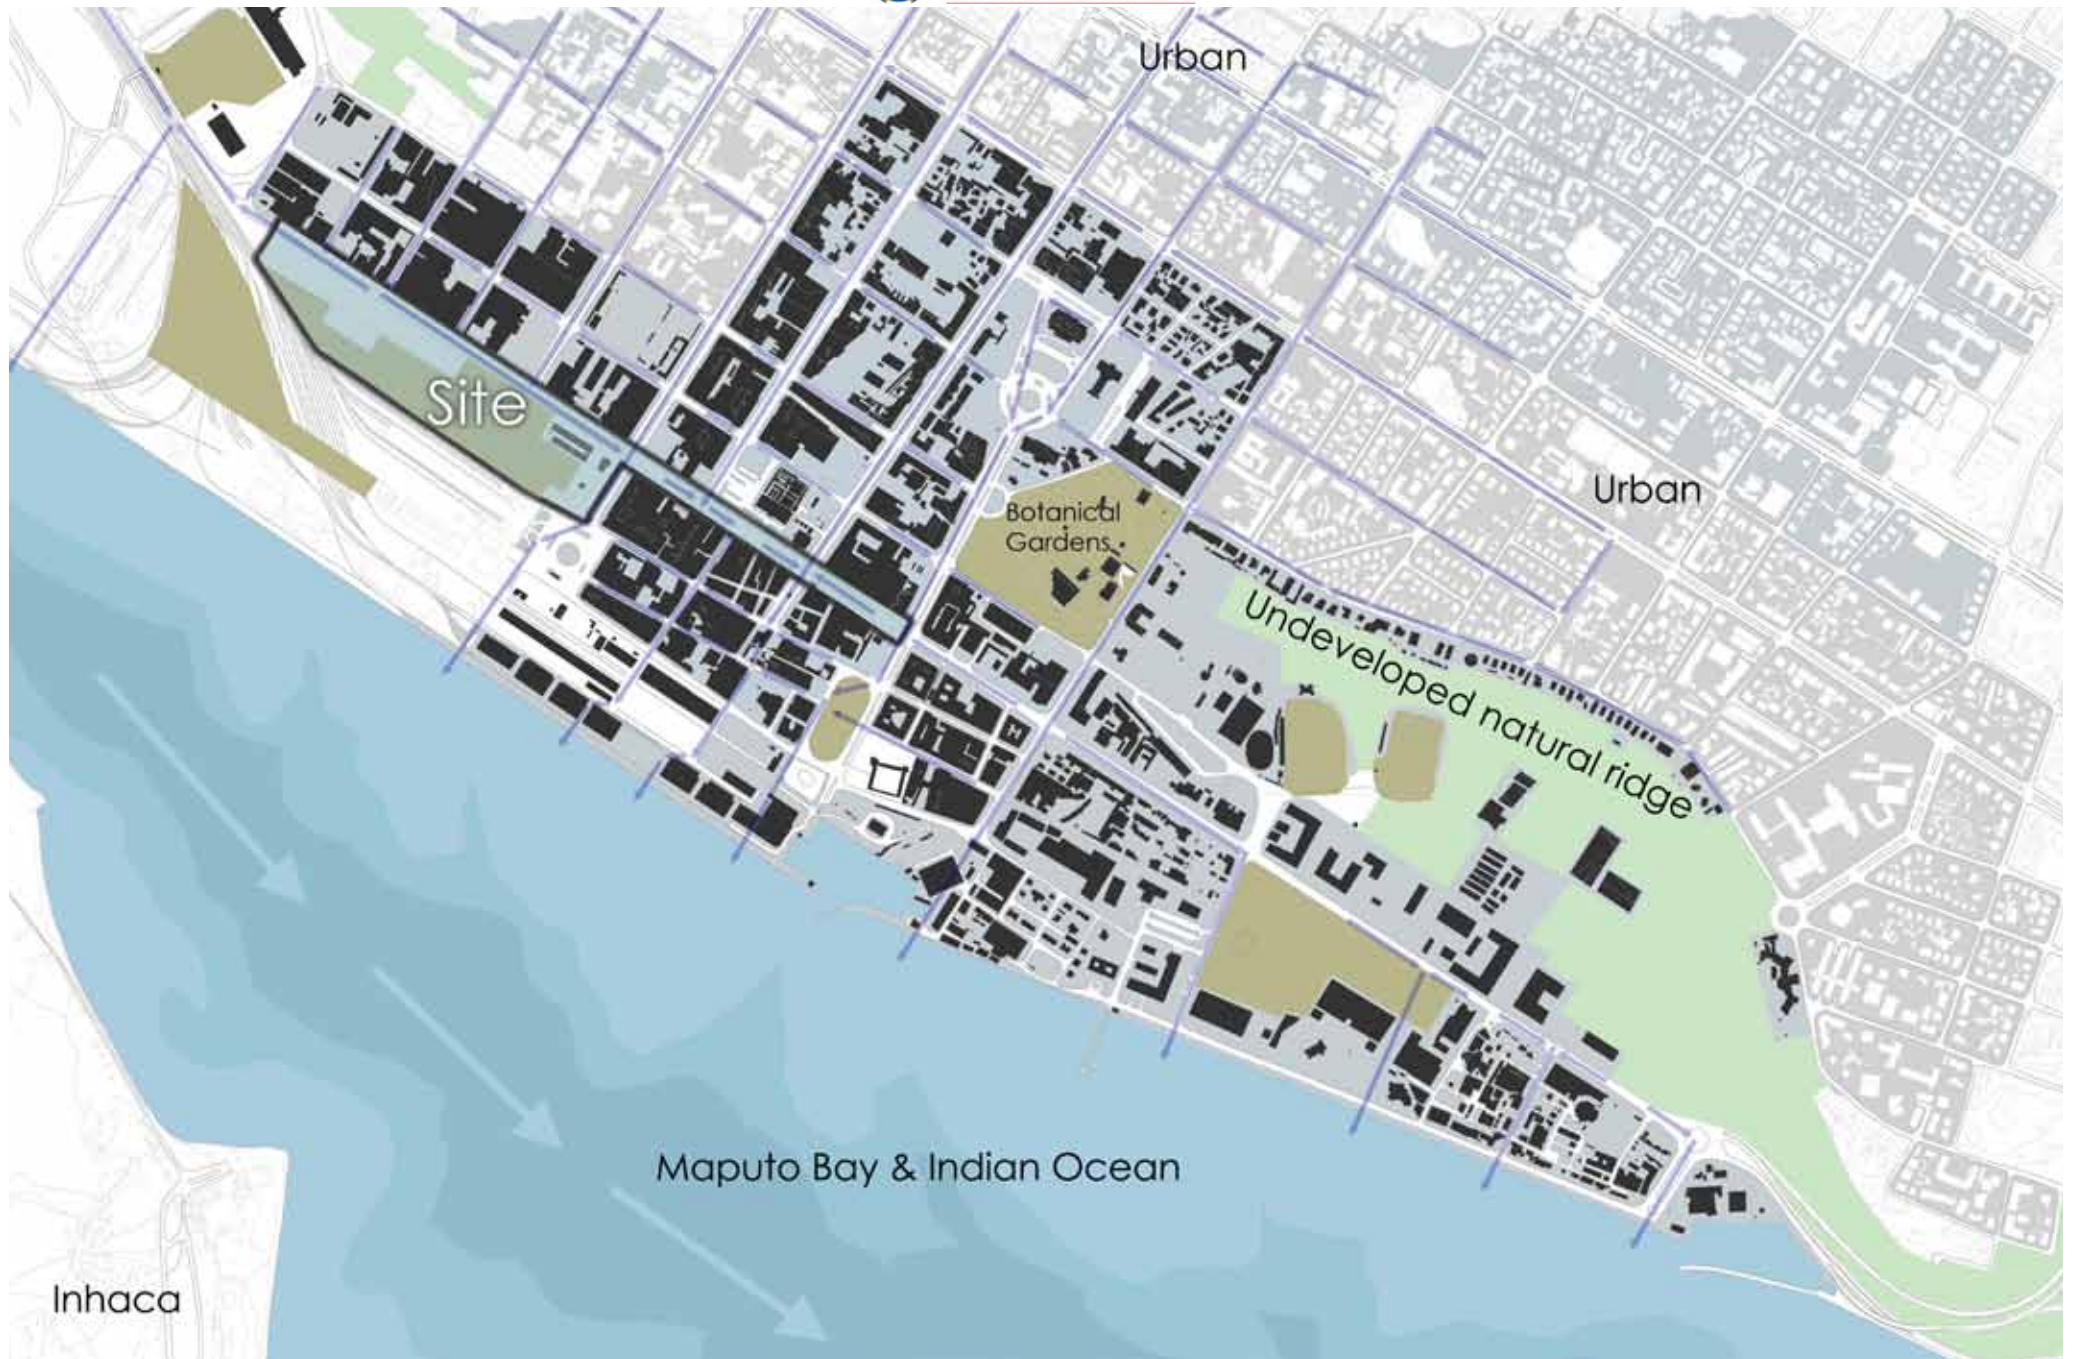 Urban
Site
Urban
Botanical
Gardens
Undeveloped natural ridge
Maputo Bay & Indian Ocean
Inhaca